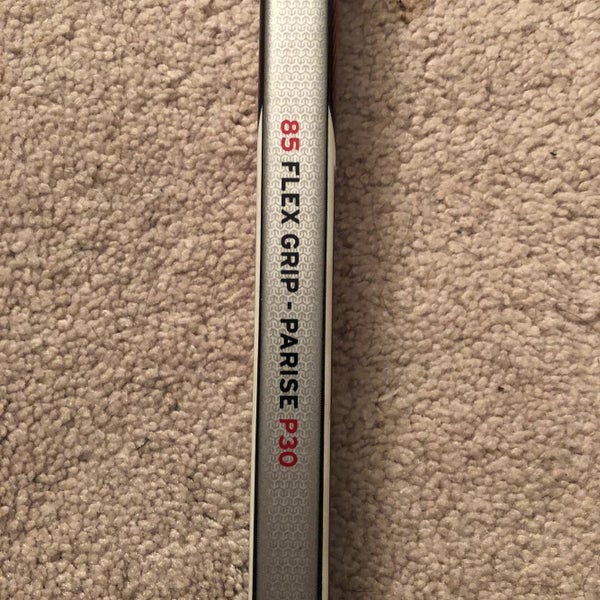 85 FLEX GRIP - PARISE P30